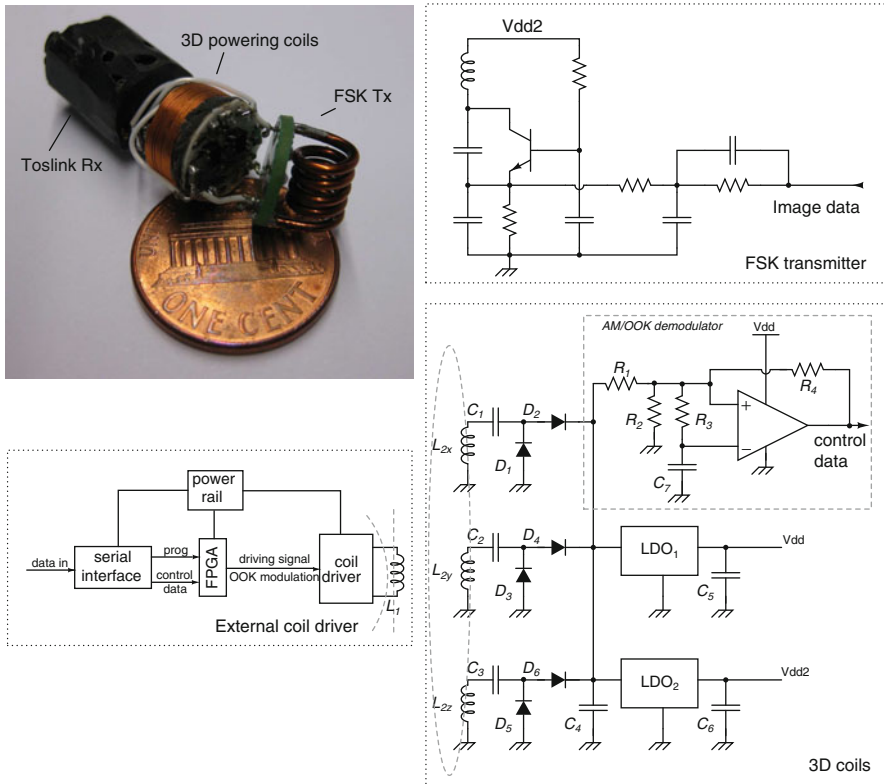 3D powering coils
FSK Tx
Toslink Rx
ONE CENT
Vdd2
Image data
FSK transmitter
AM/OOK demodulator
Vdd
R1
R4
R2
R3
+
−
control
data
C7
C1
D2
L2x
D1
C2
D4
L2y
D3
LDO1
Vdd
C5
C3
D6
L2z
D5
C4
LDO2
Vdd2
C6
3D coils
power
rail
data in
serial
interface
prog
control
data
FPGA
driving signal
OOK modulation
coil
driver
L1
External coil driver